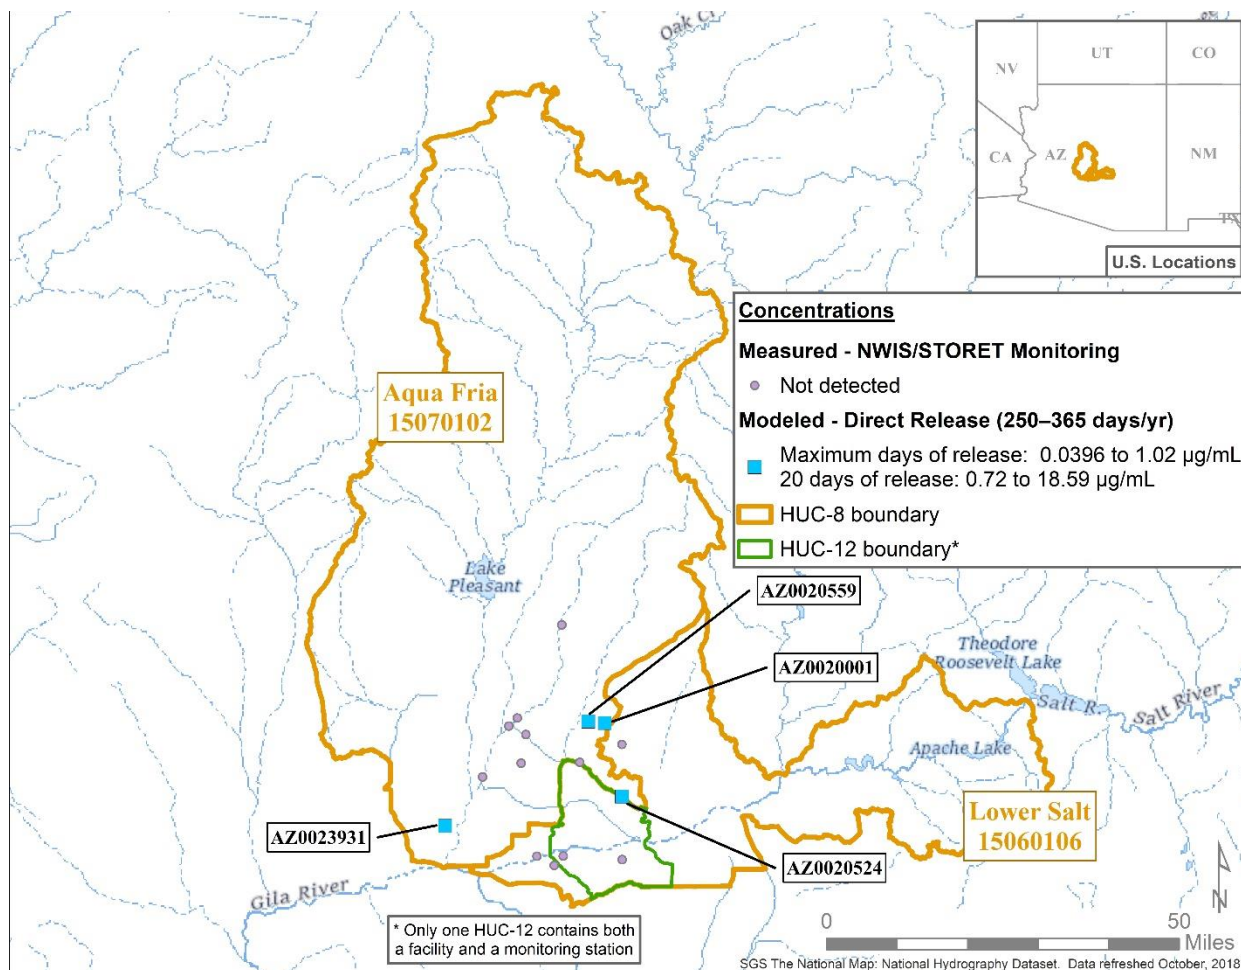 Oak Cr
UT
CO
NV
CA
AZ
NM
TX
U.S. Locations
Concentrations
Measured - NWIS/STORET Monitoring
Not detected
Modeled - Direct Release (250–365 days/yr)
Maximum days of release: 0.0396 to 1.02 µg/mL
20 days of release: 0.72 to 18.59 µg/mL
HUC-8 boundary
HUC-12 boundary*
Aqua Fria
15070102
Lake
Pleasant
AZ0020559
AZ0020001
Theodore
Roosevelt Lake
Salt R.
Salt River
Apache Lake
Lower Salt
15060106
AZ0023931
AZ0020524
Gila River
* Only one HUC-12 contains both
a facility and a monitoring station
N
0
50
Miles
SGS The National Map: National Hydrography Dataset. Data refreshed October, 2018